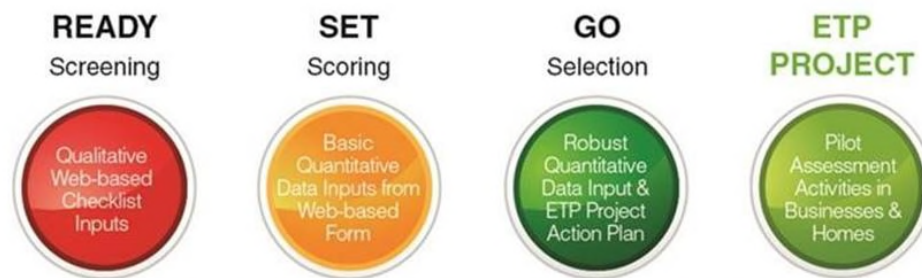 READY
Screening
Qualitative
Web-based
Checklist
Inputs
SET
Scoring
Basic
Quantitative
Data Inputs from
Web-based
Form
GO
Selection
Robust
Quantitative
Data Input &
ETP Project
Action Plan
ETP
PROJECT
Pilot
Assessment
Activities in
Businesses &
Homes